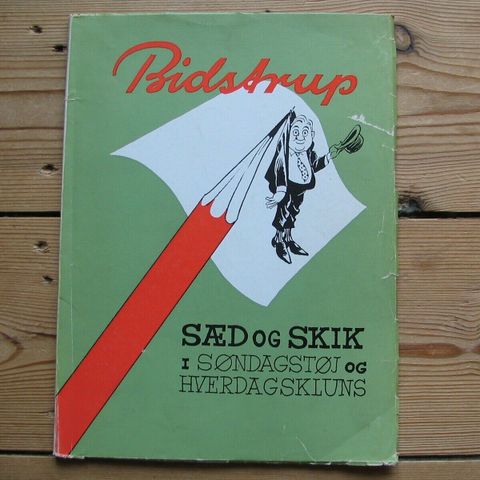 Bidstrup
SÆD OG SKIK
I SØNDAGSTØJ OG
HVERDAGSKLUNS